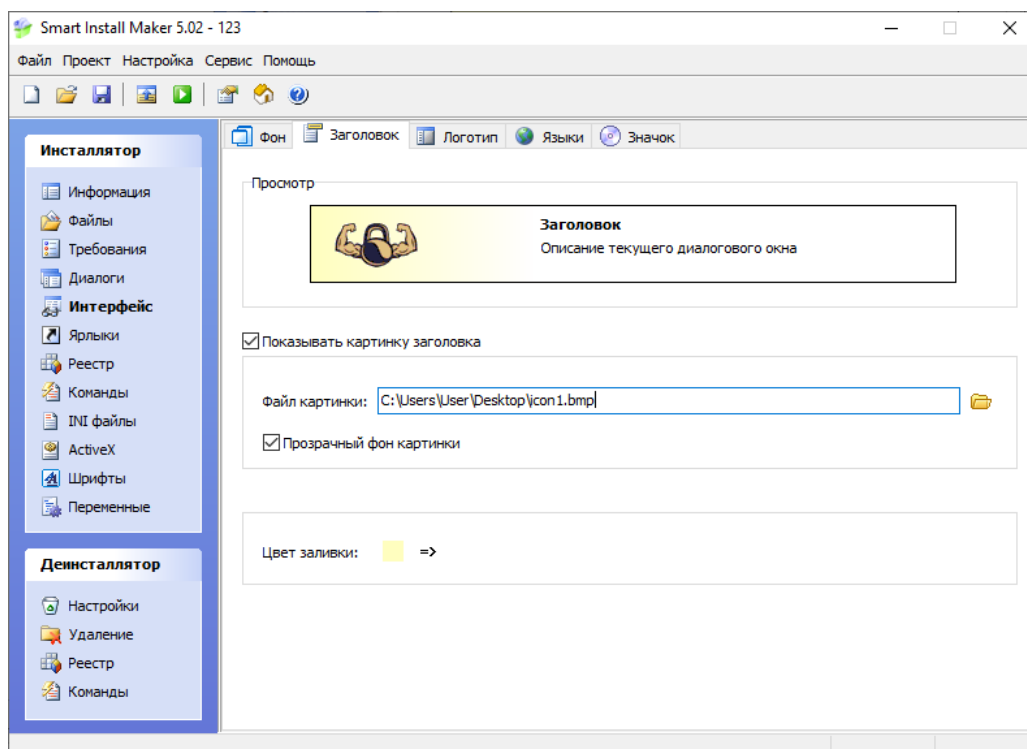 Smart Install Maker 5.02 - 123
Файл Проект Настройка Сервис Помощь
Инсталлятор
Информация
Файлы
Требования
Диалоги
Интерфейс
Ярлыки
Реестр
Команды
INI файлы
ActiveX
Шрифты
Переменные
Деинсталлятор
Настройки
Удаление
Реестр
Команды
Фон Заголовок Логотип Языки Значок
Просмотр
Заголовок
Описание текущего диалогового окна
Показывать картинку заголовка
Файл картинки: C:\Users\User\Desktop\icon1.bmp
Прозрачный фон картинки
Цвет заливки: =>